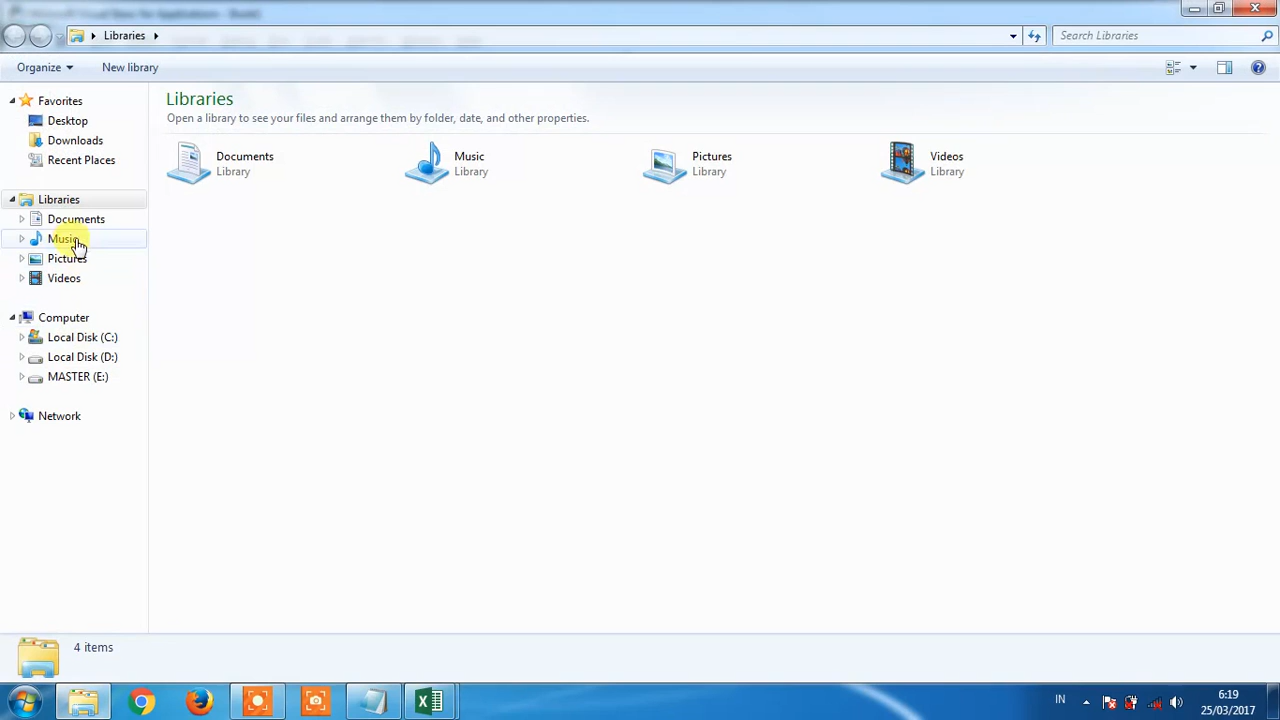 Libraries
Search Libraries
Organize
New library
Favorites
Desktop
Downloads
Recent Places
Libraries
Documents
Music
Pictures
Videos
Computer
Local Disk (C:)
Local Disk (D:)
MASTER (E:)
Network
Libraries
Open a library to see your files and arrange them by folder, date, and other properties.
Documents
Library
Music
Library
Pictures
Library
Videos
Library
4 items
IN
6:19
25/03/2017